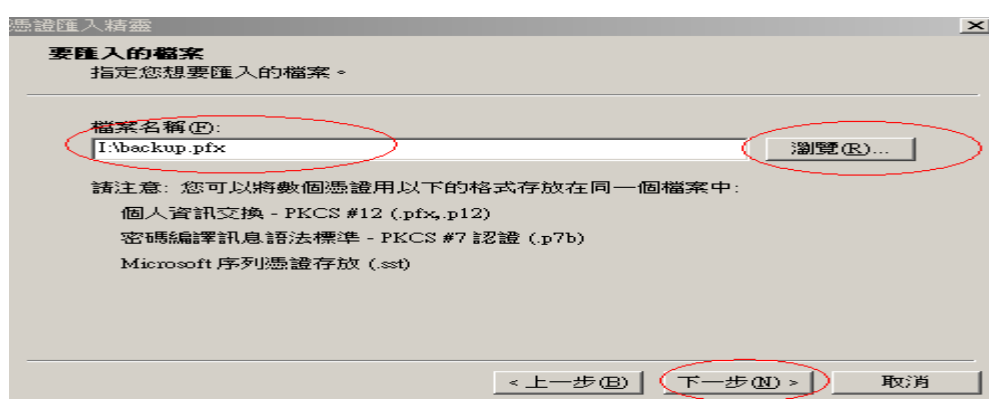 憑證匯入精靈
要匯入的檔案
指定您想要匯入的檔案。
檔案名稱(F):
I:\backup.pfx
瀏覽(R)...
請注意: 您可以將數個憑證用以下的格式存放在同一個檔案中:
個人資訊交換 - PKCS #12 (.pfx,.p12)
密碼編譯訊息語法標準 - PKCS #7 認證 (.p7b)
Microsoft 序列憑證存放 (.sst)
< 上一步(B) 下一步(N) > 取消